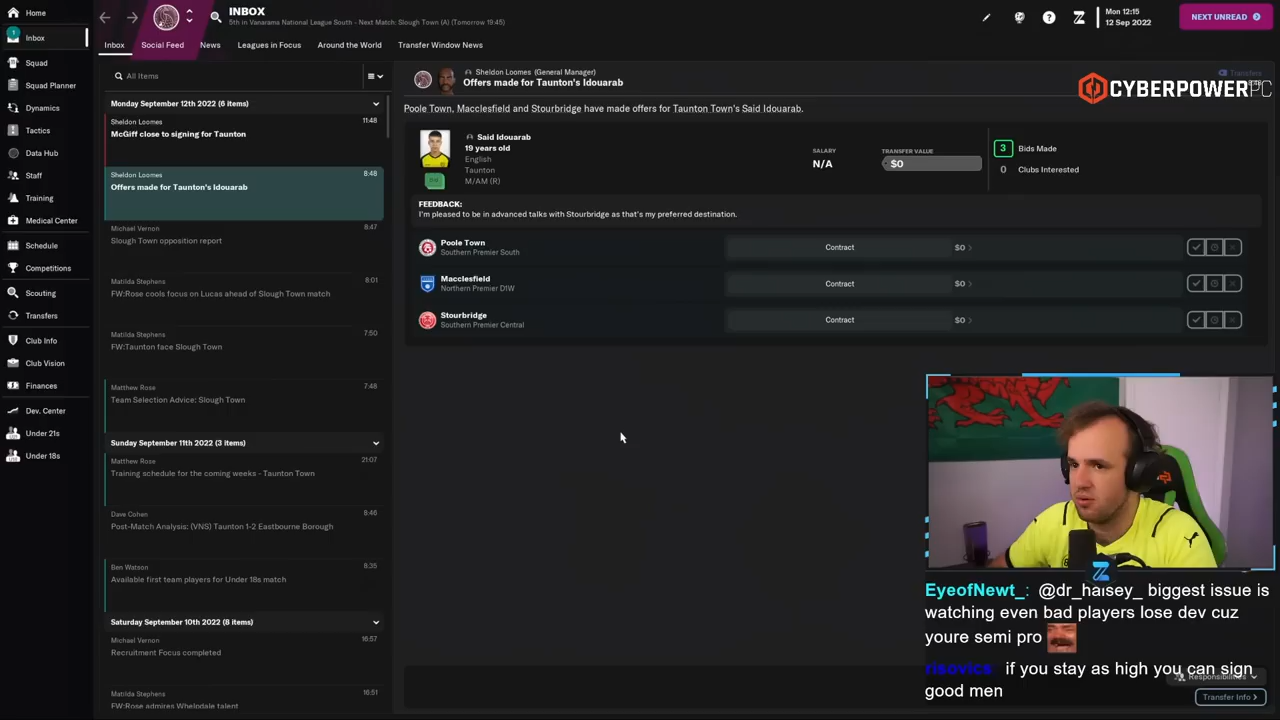 Home
1
Inbox
Squad
Squad Planner
Dynamics
Tactics
Data Hub
Staff
Training
Medical Center
Schedule
Competitions
Scouting
Transfers
Club Info
Club Vision
Finances
Dev. Center
Under 21s
Under 18s
INBOX
5th in Vanarama National League South - Next Match: Slough Town (A) (Tomorrow 19:45)
Mon 12:15
12 Sep 2022
NEXT UNREAD
Inbox
Social Feed
News
Leagues in Focus
Around the World
Transfer Window News
All Items
Monday September 12th 2022 (6 items)
Sheldon Loomes 11:48
McGiff close to signing for Taunton
Sheldon Loomes 8:48
Offers made for Taunton's Idouarab
Michael Vernon 8:47
Slough Town opposition report
Matilda Stephens 8:01
FW:Rose cools focus on Lucas ahead of Slough Town match
Matilda Stephens 7:50
FW:Taunton face Slough Town
Matthew Rose 7:48
Team Selection Advice: Slough Town
Sunday September 11th 2022 (3 items)
Matthew Rose 21:07
Training schedule for the coming weeks - Taunton Town
Dave Cohen 8:46
Post-Match Analysis: (VNS) Taunton 1-2 Eastbourne Borough
Ben Watson 8:35
Available first team players for Under 18s match
Saturday September 10th 2022 (8 items)
Michael Vernon 16:57
Recruitment Focus completed
Matilda Stephens 16:51
FW:Rose admires Whelpdale talent
Sheldon Loomes (General Manager)
Offers made for Taunton's Idouarab
Transfers
CYBERPOWERPC
Poole Town, Macclesfield and Stourbridge have made offers for Taunton Town's Said Idouarab.
Said Idouarab
19 years old
English
Taunton
M/AM (R)
SALARY
N/A
TRANSFER VALUE
$0
3 Bids Made
0 Clubs Interested
FEEDBACK:
I'm pleased to be in advanced talks with Stourbridge as that's my preferred destination.
Poole Town
Southern Premier South
Contract $0
Macclesfield
Northern Premier D1W
Contract $0
Stourbridge
Southern Premier Central
Contract $0
EyeofNewt_: @dr_halsey_ biggest issue is
watching even bad players lose dev cuz
youre semi pro
risovics if you stay as high you can sign
good men
Responsibilities
Transfer Info